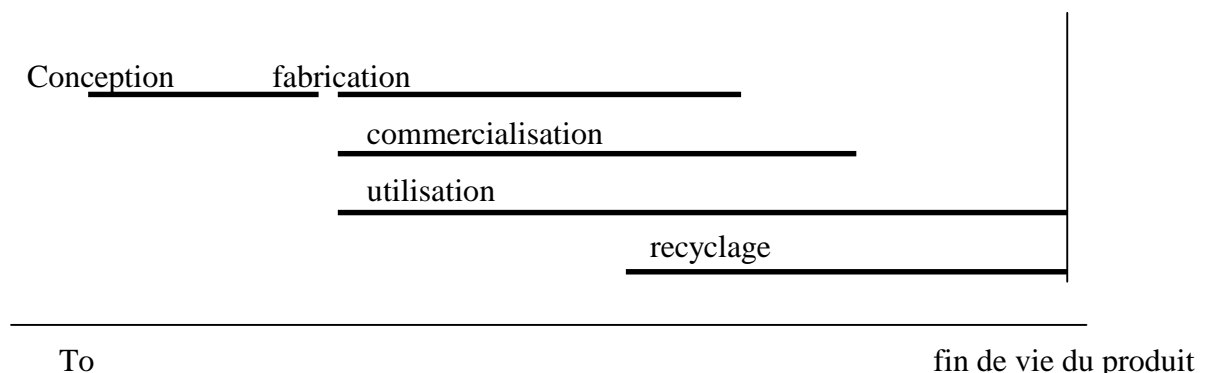 Conception fabrication
commercialisation
utilisation
recyclage
To fin de vie du produit